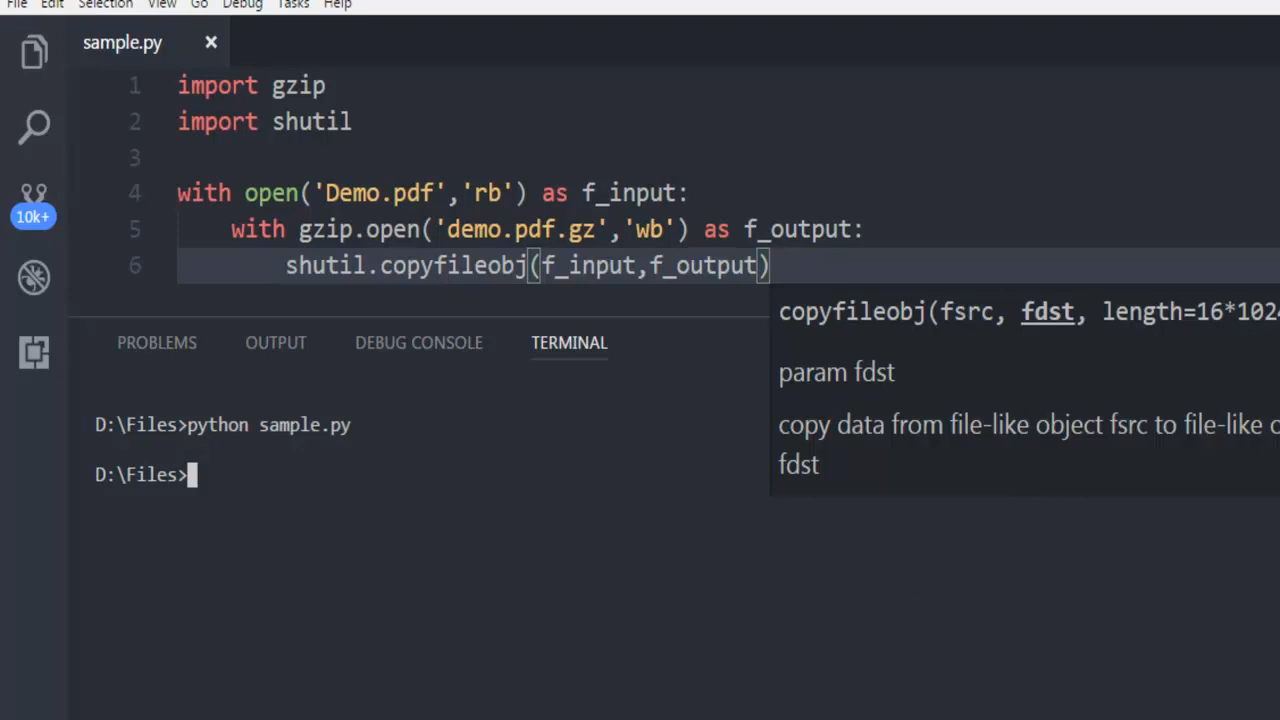 File Edit Selection View Go Debug Tasks Help
sample.py ×
1 import gzip
2 import shutil
3
4 with open('Demo.pdf','rb') as f_input:
5 with gzip.open('demo.pdf.gz','wb') as f_output:
6 shutil.copyfileobj(f_input,f_output)
10k+
copyfileobj(fsrc, fdst, length=16*1024
param fdst
copy data from file-like object fsrc to file-like
fdst
PROBLEMS OUTPUT DEBUG CONSOLE TERMINAL
D:\Files>python sample.py
D:\Files>